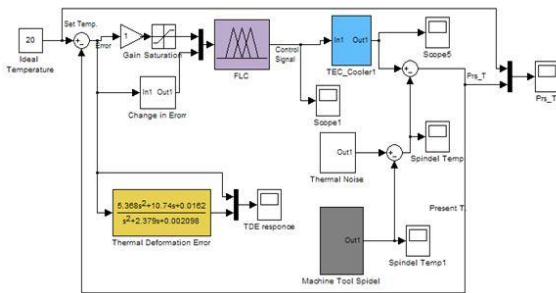 Set Temp.
20
Ideal
Temperature
Error
1
Gain
Saturation
FLC
Control
Signal
In1 Out1
TEC_Cooler1
Scope5
Prs_T
Prs_T
In1 Out1
Change in Erorr
Scope1
Out1
Thermal Noise
Spindel Temp
5.368s²+10.74s+0.0162
s²+2.379s+0.002098
Thermal Deformation Error
TDE responce
Present T.
Out1
Machine Tool Spidel
Spindel Temp1